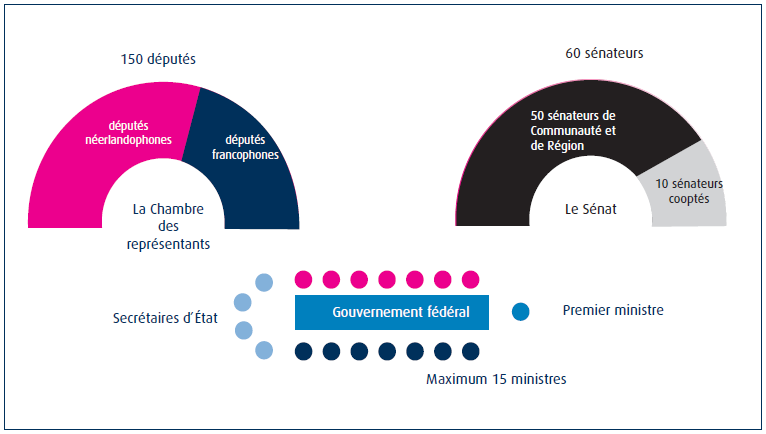 150 députés
60 sénateurs
députés
néerlandophones
députés
francophones
La Chambre
des
représentants
50 sénateurs de
Communauté et
de Région
10 sénateurs
cooptés
Le Sénat
Secrétaires d´État
Gouvernement fédéral
Premier ministre
Maximum 15 ministres